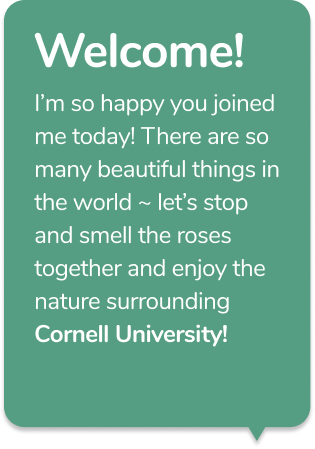 Welcome!
I’m so happy you joined
me today! There are so
many beautiful things in
the world ~ let’s stop
and smell the roses
together and enjoy the
nature surrounding
Cornell University!